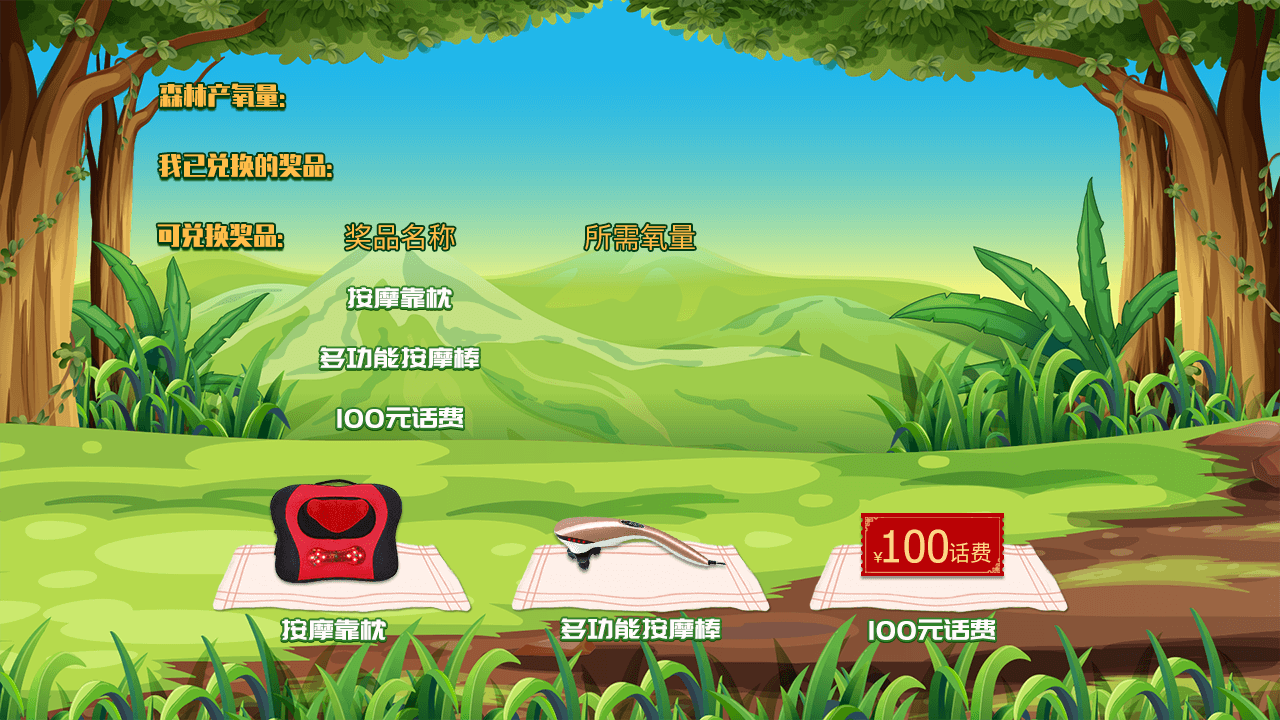 森林产氧量:
我已兑换的奖品:
可兑换奖品: 奖品名称 所需氧量
按摩靠枕
多功能按摩棒
100元话费
¥100话费
按摩靠枕 多功能按摩棒 100元话费